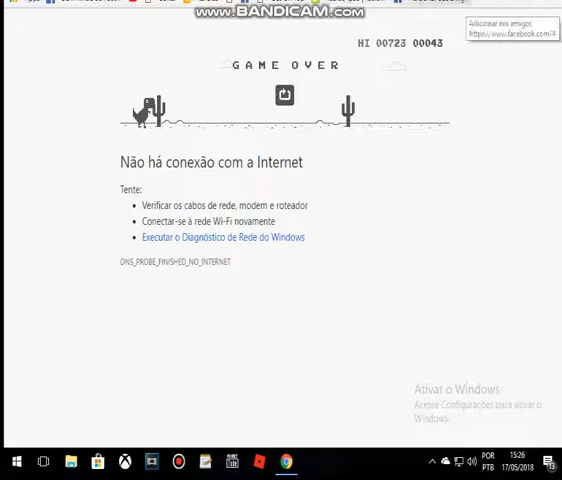 www.BANDICAM.com
Adicionar aos amigos
https://www.facebook.com/
HI 00723 00043
GAME OVER
Não há conexão com a Internet
Tente:
Verificar os cabos de rede, modem e roteador
Conectar-se à rede Wi-Fi novamente
Executar o Diagnóstico de Rede do Windows
DNS_PROBE_FINISHED_NO_INTERNET
Ativar o Windows
Acesse Configurações para ativar o
Windows.
POR
PTB
15:26
17/05/2018